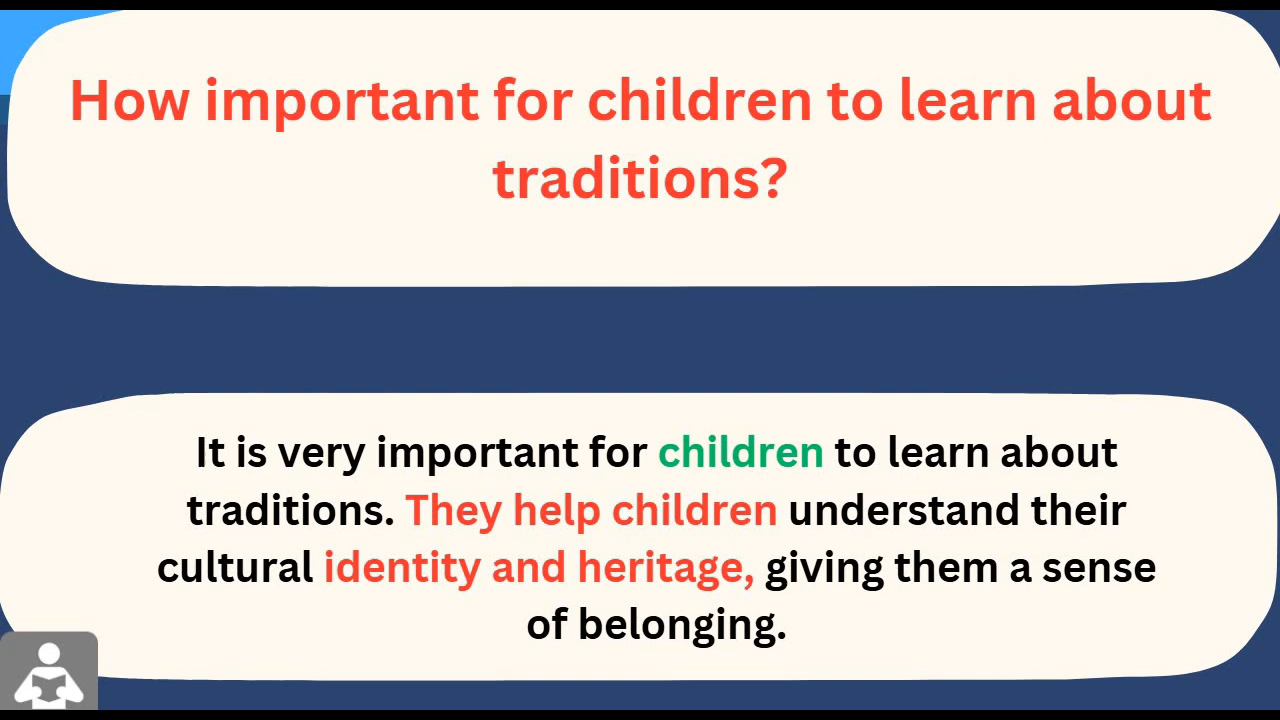 How important for children to learn about
traditions?
It is very important for children to learn about
traditions. They help children understand their
cultural identity and heritage, giving them a sense
of belonging.